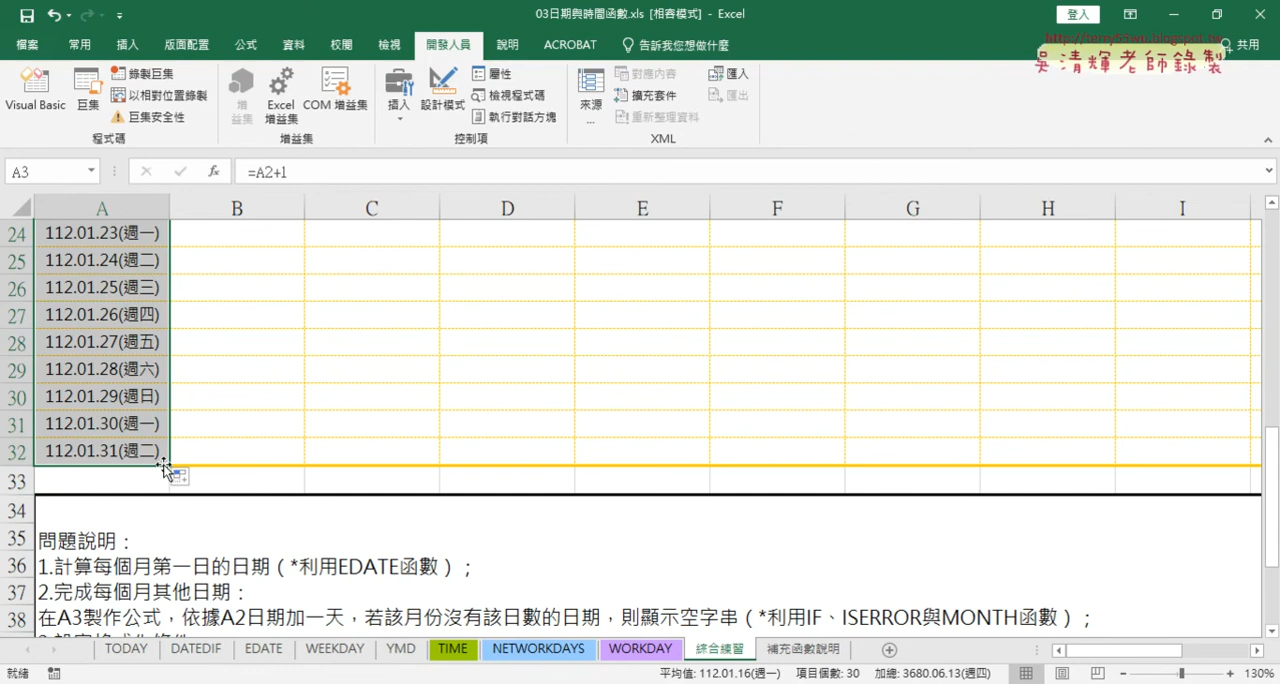 03日期與時間函數.xls [相容模式] - Excel
登入
http://terry55wu.blogspot.tw
吳清輝老師錄製
檔案 常用 插入 版面配置 公式 資料 校閱 檢視 開發人員 說明 ACROBAT 告訴我您想做什麼 共用
Visual Basic 巨集 錄製巨集 以相對位置錄製 巨集安全性 程式碼
增益集 Excel 增益集 COM 增益集 增益集
插入 設計模式 屬性 檢視程式碼 執行對話方塊 控制項
來源... 對應內容 擴充套件 重新整理資料 匯入 匯出 XML
A3 fx =A2+1
A B C D E F G H I
24 112.01.23(週一)
25 112.01.24(週二)
26 112.01.25(週三)
27 112.01.26(週四)
28 112.01.27(週五)
29 112.01.28(週六)
30 112.01.29(週日)
31 112.01.30(週一)
32 112.01.31(週二)
33
34
35 問題說明：
36 1.計算每個月第一日的日期（*利用EDATE函數）；
37 2.完成每個月其他日期：
38 在A3製作公式，依據A2日期加一天，若該月份沒有該日數的日期，則顯示空字串（*利用IF、ISERROR與MONTH函數）；
TODAY DATEDIF EDATE WEEKDAY YMD TIME NETWORKDAYS WORKDAY 綜合練習 補充函數說明
就緒 平均值: 112.01.16(週一) 項目個數: 30 加總: 3680.06.13(週四) 130%